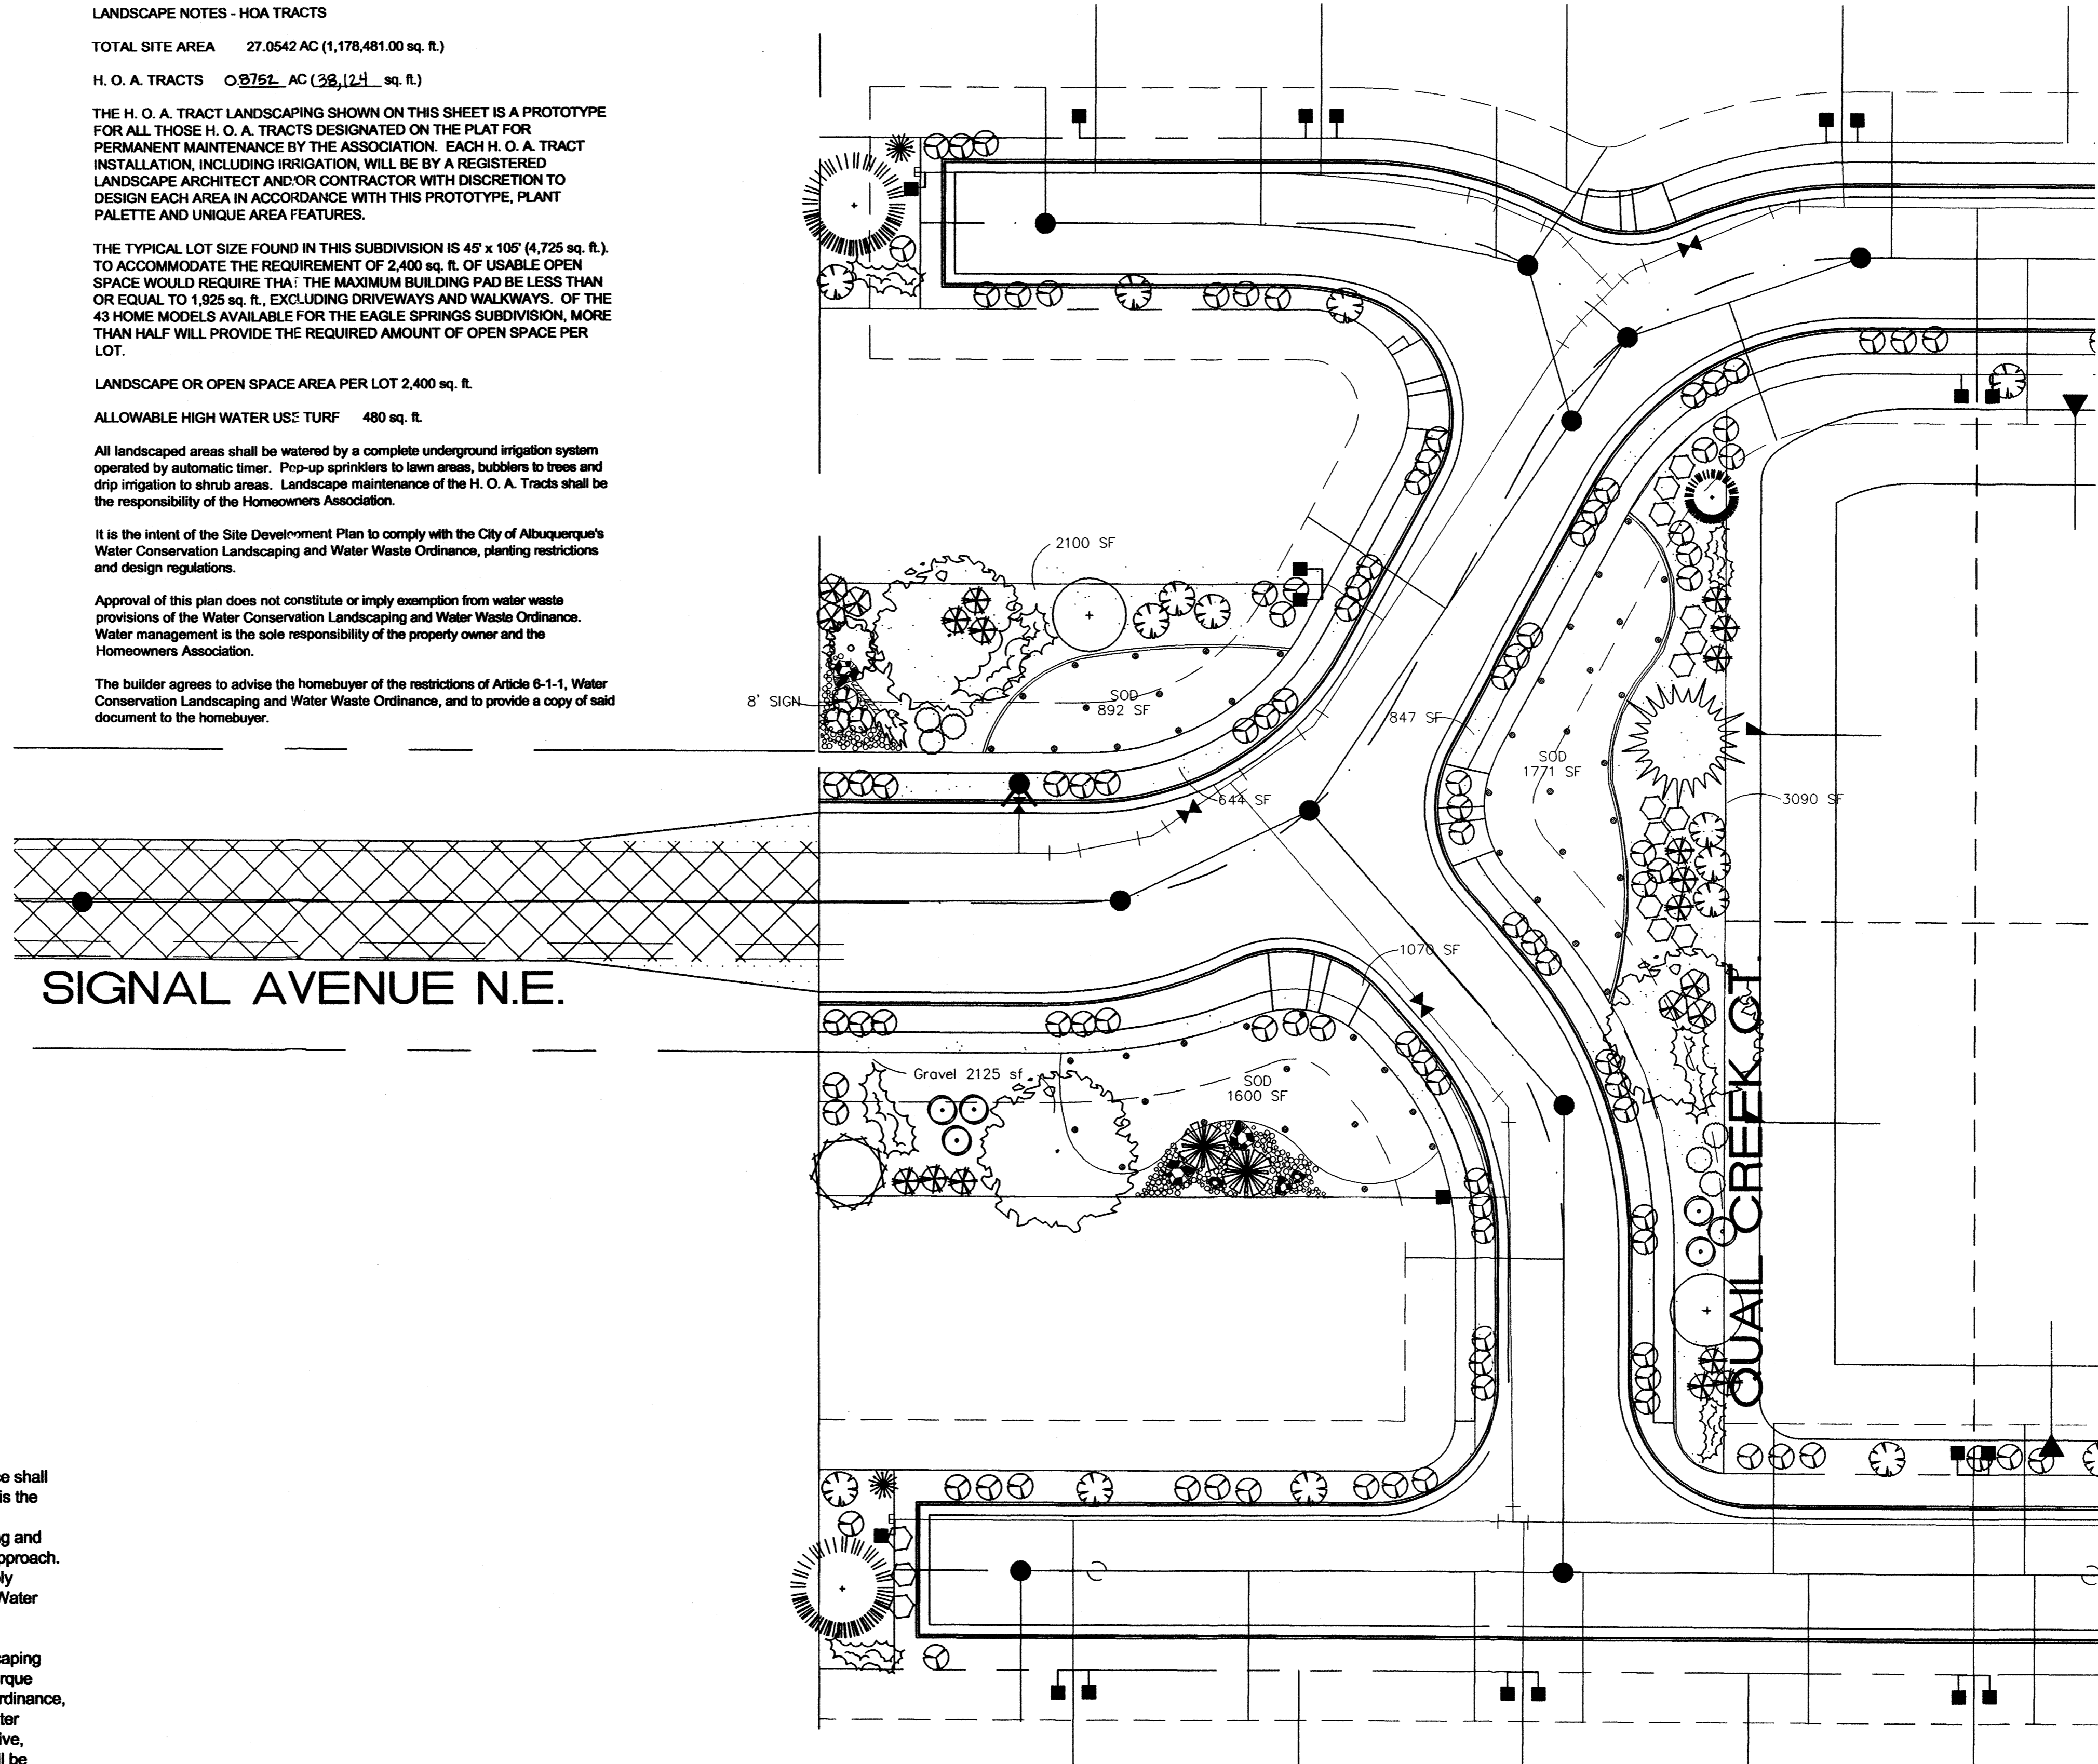 LANDSCAPE NOTES - HOA TRACTS
TOTAL SITE AREA 27.0542 AC (1,178,481.00 sq. ft.)
H. O. A. TRACTS 0.8752 AC (38,124 sq. ft.)
THE H. O. A. TRACT LANDSCAPING SHOWN ON THIS SHEET IS A PROTOTYPE
FOR ALL THOSE H. O. A. TRACTS DESIGNATED ON THE PLAT FOR
PERMANENT MAINTENANCE BY THE ASSOCIATION. EACH H. O. A. TRACT
INSTALLATION, INCLUDING IRRIGATION, WILL BE BY A REGISTERED
LANDSCAPE ARCHITECT AND/OR CONTRACTOR WITH DISCRETION TO
DESIGN EACH AREA IN ACCORDANCE WITH THIS PROTOTYPE, PLANT
PALETTE AND UNIQUE AREA FEATURES.
THE TYPICAL LOT SIZE FOUND IN THIS SUBDIVISION IS 45' x 105' (4,725 sq. ft.).
TO ACCOMMODATE THE REQUIREMENT OF 2,400 sq. ft. OF USABLE OPEN
SPACE WOULD REQUIRE THAT THE MAXIMUM BUILDING PAD BE LESS THAN
OR EQUAL TO 1,925 sq. ft., EXCLUDING DRIVEWAYS AND WALKWAYS. OF THE
43 HOME MODELS AVAILABLE FOR THE EAGLE SPRINGS SUBDIVISION, MORE
THAN HALF WILL PROVIDE THE REQUIRED AMOUNT OF OPEN SPACE PER
LOT.
LANDSCAPE OR OPEN SPACE AREA PER LOT 2,400 sq. ft.
ALLOWABLE HIGH WATER USE TURF 480 sq. ft.
All landscaped areas shall be watered by a complete underground irrigation system
operated by automatic timer. Pop-up sprinklers to lawn areas, bubblers to trees and
drip irrigation to shrub areas. Landscape maintenance of the H. O. A. Tracts shall be
the responsibility of the Homeowners Association.
It is the intent of the Site Development Plan to comply with the City of Albuquerque's
Water Conservation Landscaping and Water Waste Ordinance, planting restrictions
and design regulations.
Approval of this plan does not constitute or imply exemption from water waste
provisions of the Water Conservation Landscaping and Water Waste Ordinance.
Water management is the sole responsibility of the property owner and the
Homeowners Association.
The builder agrees to advise the homebuyer of the restrictions of Article 6-1-1, Water
Conservation Landscaping and Water Waste Ordinance, and to provide a copy of said
document to the homebuyer.
2100 SF
8' SIGN
SOD
892 SF
847 SF
SOD
1771 SF
644 SF
3090 SF
SIGNAL AVENUE N.E.
1070 SF
Gravel 2125 sf
SOD
1600 SF
QUAIL CREEK CT.
e shall
is the
g and
pproach.
ly
Water
caping
rque
rdinance,
ter
ive,
ll be